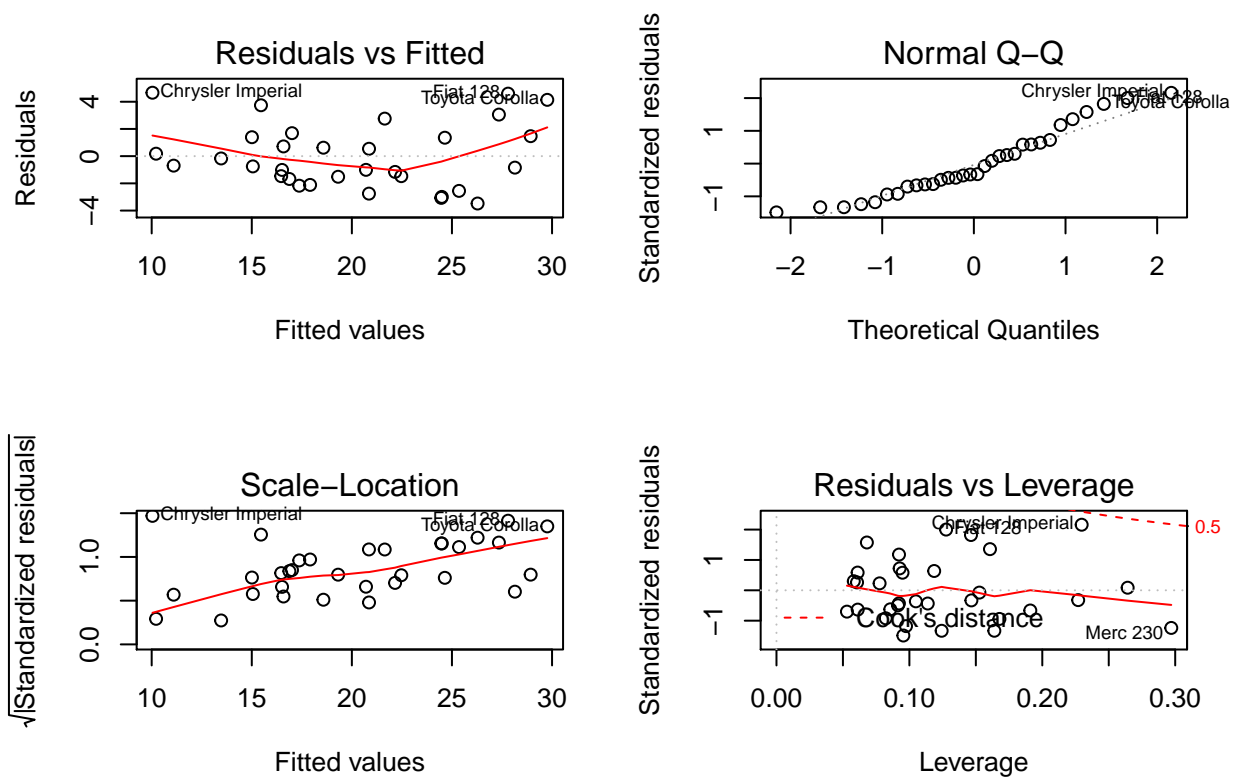 Residuals vs Fitted
Residuals
4
0
−4
Chrysler Imperial
Fiat 128
Toyota Corolla
10 15 20 25 30
Fitted values
Normal Q−Q
Standardized residuals
1
−1
Chrysler Imperial
Fiat 128
Toyota Corolla
−2 −1 0 1 2
Theoretical Quantiles
Scale−Location
√|Standardized residuals|
1.0
0.0
Chrysler Imperial
Fiat 128
Toyota Corolla
10 15 20 25 30
Fitted values
Residuals vs Leverage
Standardized residuals
1
−1
Chrysler Imperial
Fiat 128
0.5
Cook's distance
Merc 230
0.00 0.10 0.20 0.30
Leverage